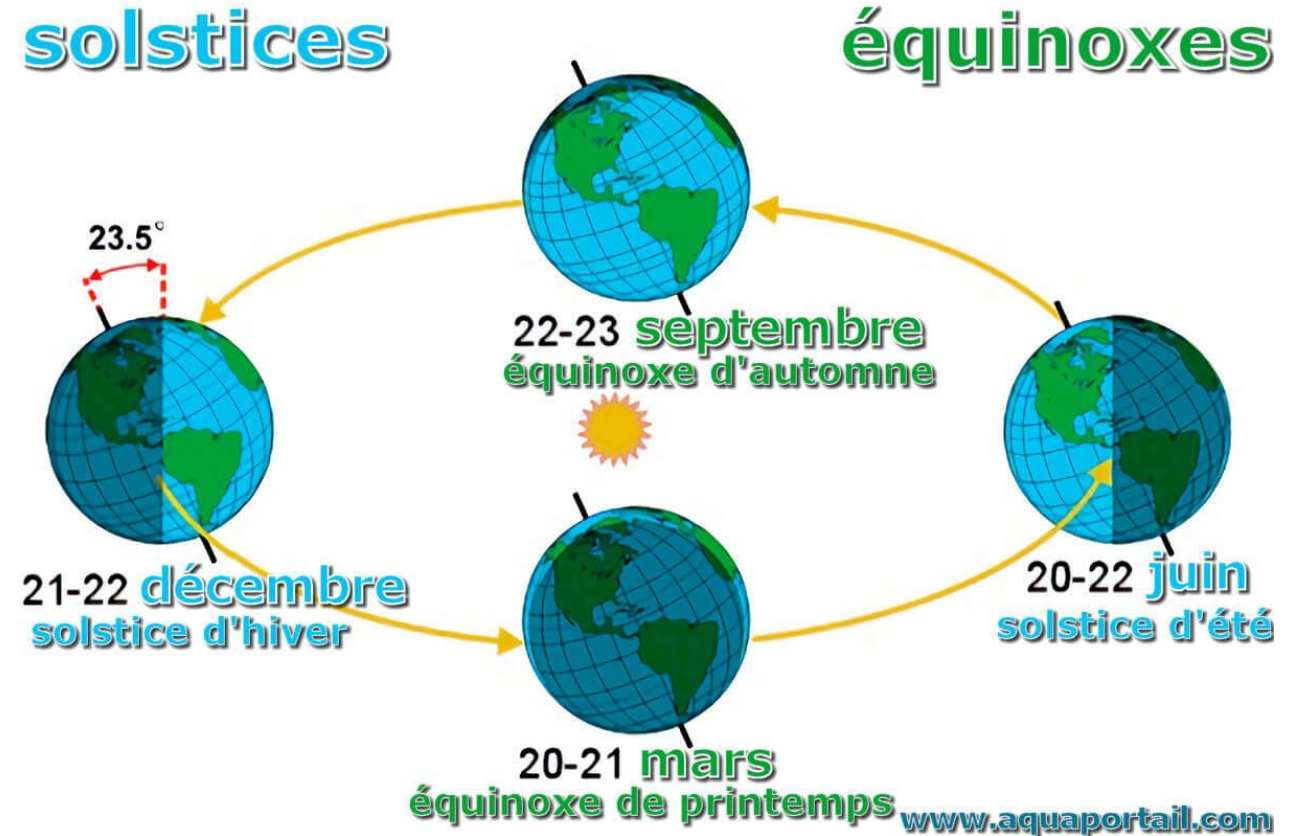 solstices
équinoxes
23.5°
22-23 septembre
équinoxe d'automne
21-22 décembre
solstice d'hiver
20-22 juin
solstice d'été
20-21 mars
équinoxe de printemps
www.aquaportail.com